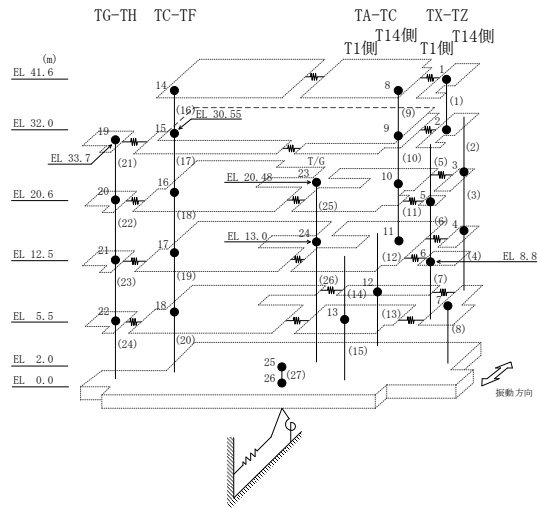 TG-TH TC-TF TA-TC TX-TZ
T1側 T14側 T1側 T14側
(m)
EL 41.6
14 8 1
(16) EL 30.55 (9) (1)
EL 32.0
19 15 9 2
EL 33.7 (21) (17) (10) (2)
T/G
EL 20.48 23 10 (5) 3
EL 20.6
20 16 5 (3)
(22) (18) (25) (11) (6)
EL 13.0 24 11 4
EL 12.5
21 17 (12) 6 (4) EL 8.8
(23) (19) (26) (14) 12 (7)
EL 5.5
22 18 13 (13) 7
(24) (20) (15) (8)
EL 2.0
25
EL 0.0
26 (27)
振動方向